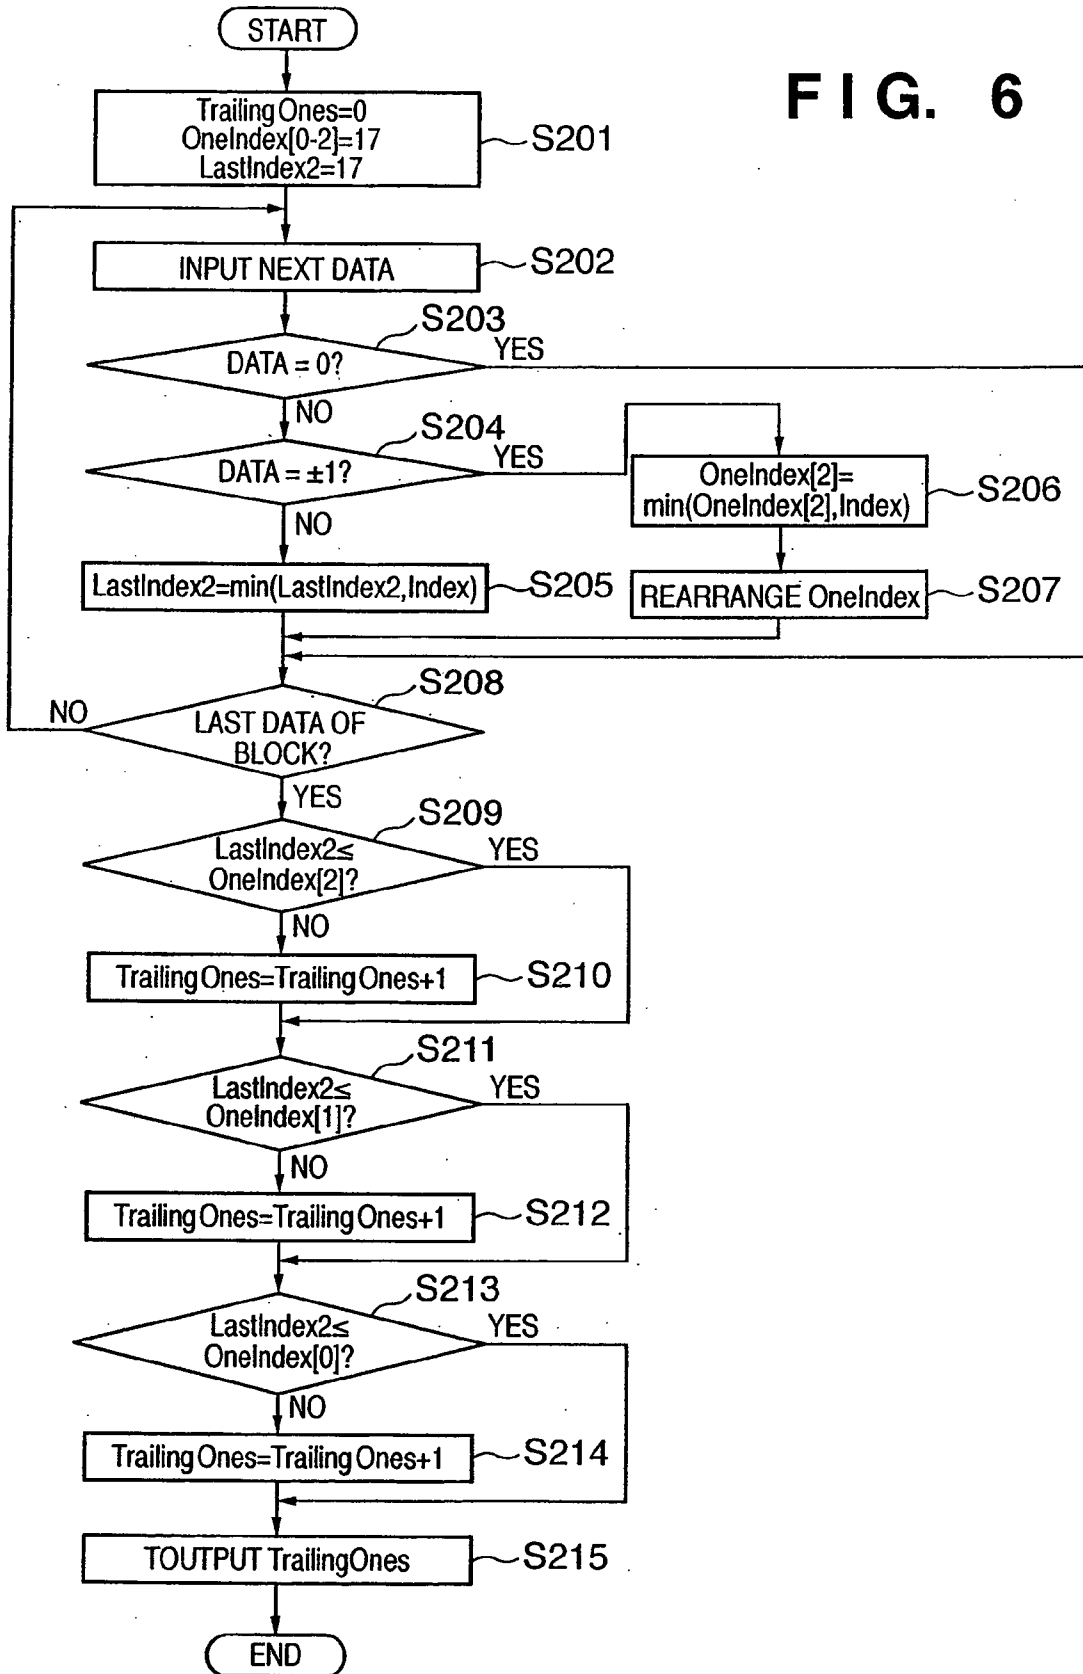 START
FIG. 6
TrailingOnes=0
OneIndex[0-2]=17
LastIndex2=17
S201
INPUT NEXT DATA
S202
S203
DATA = 0?
YES
NO
S204
DATA = ±1?
YES
NO
OneIndex[2]=
min(OneIndex[2],Index)
S206
LastIndex2=min(LastIndex2,Index)
S205
REARRANGE OneIndex
S207
S208
NO
LAST DATA OF
BLOCK?
YES
S209
LastIndex2≤
OneIndex[2]?
YES
NO
TrailingOnes=TrailingOnes+1
S210
S211
LastIndex2≤
OneIndex[1]?
YES
NO
TrailingOnes=TrailingOnes+1
S212
S213
LastIndex2≤
OneIndex[0]?
YES
NO
TrailingOnes=TrailingOnes+1
S214
TOUTPUT TrailingOnes
S215
END